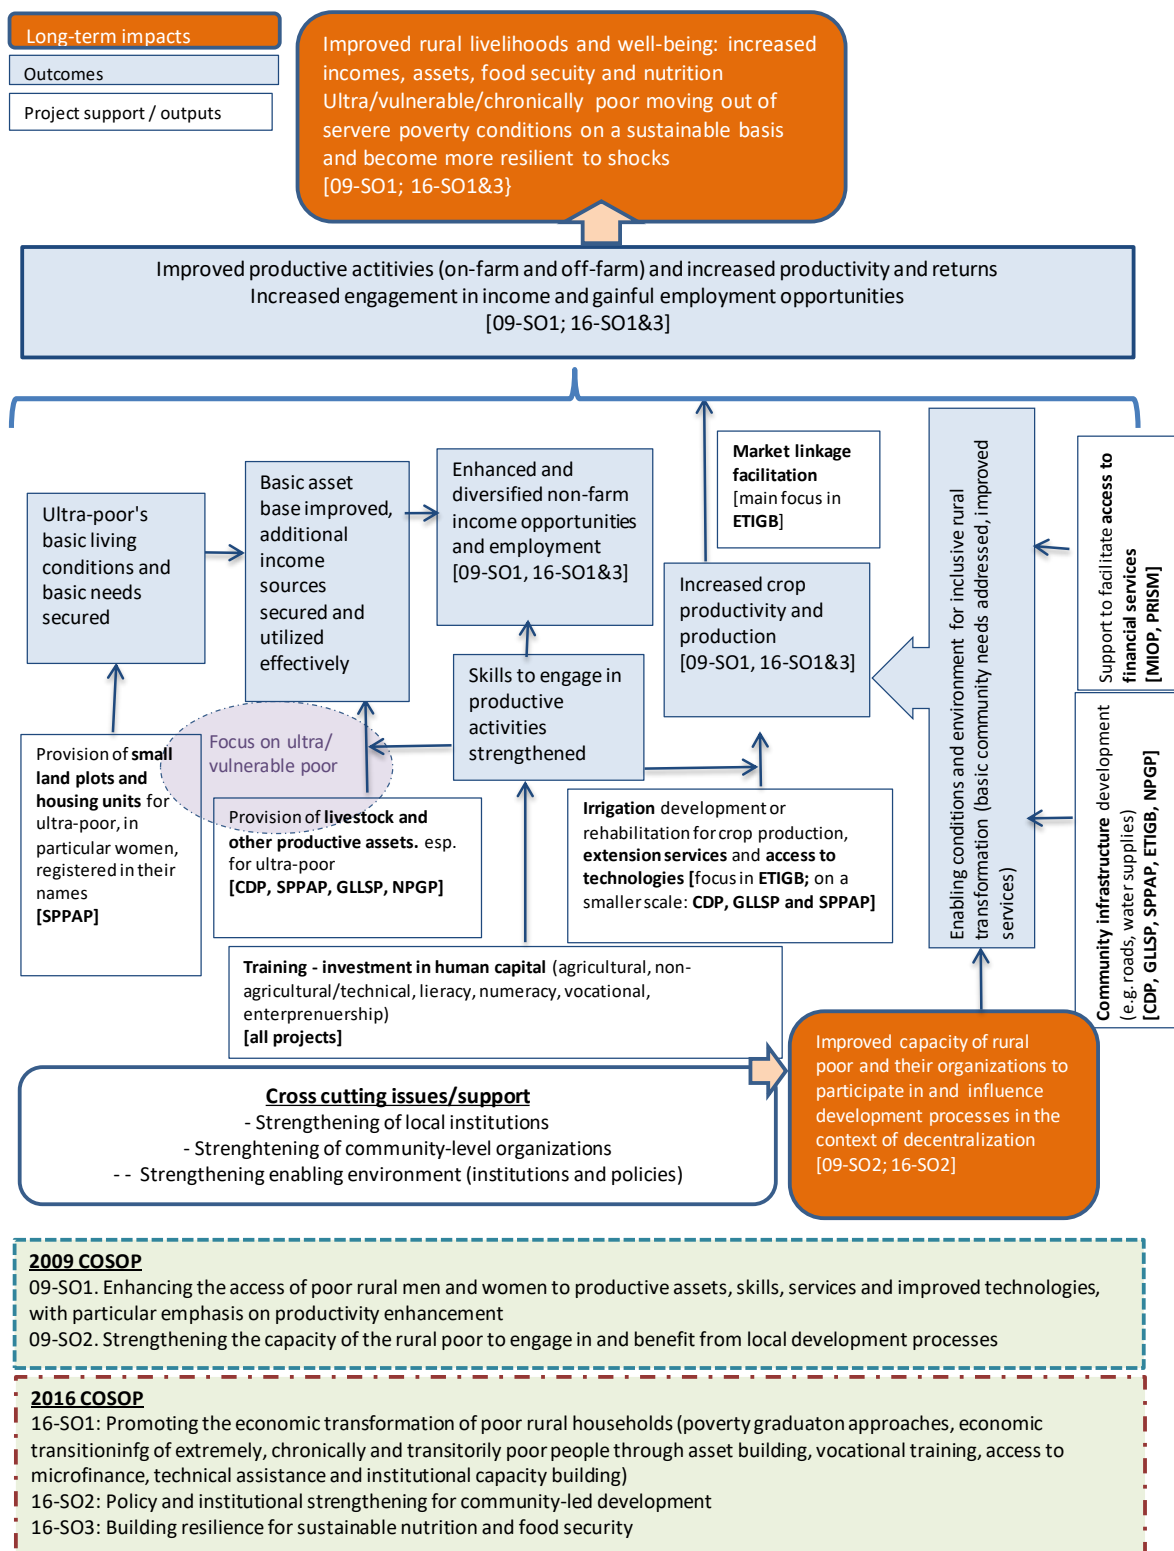 Long-term impacts
Outcomes
Project support / outputs
Improved rural livelihoods and well-being: increased
incomes, assets, food secuity and nutrition
Ultra/vulnerable/chronically poor moving out of
servere poverty conditions on a sustainable basis
and become more resilient to shocks
[09-SO1; 16-SO1&3}
Improved productive actitivies (on-farm and off-farm) and increased productivity and returns
Increased engagement in income and gainful employment opportunities
[09-SO1; 16-SO1&3]
Ultra-poor's
basic living
conditions and
basic needs
secured
Basic asset
base improved,
additional
income
sources
secured and
utilized
effectively
Enhanced and
diversified non-farm
income opportunities
and employment
[09-SO1, 16-SO1&3]
Market linkage
facilitation
[main focus in
ETIGB]
Increased crop
productivity and
production
[09-SO1, 16-SO1&3]
Enabling conditions and environment for inclusive rural
transformation (basic community needs addressed, improved
services)
Support to facilitate access to
financial services
[MIOP, PRISM]
Community infrastructure development
(e.g. roads, water supplies)
[CDP, GLLSP, SPPAP, ETIGB, NPGP]
Skills to engage in
productive
activities
strengthened
Focus on ultra/
vulnerable poor
Provision of small
land plots and
housing units for
ultra-poor, in
particular women,
registered in their
names
[SPPAP]
Provision of livestock and
other productive assets. esp.
for ultra-poor
[CDP, SPPAP, GLLSP, NPGP]
Irrigation development or
rehabilitation for crop production,
extension services and access to
technologies [focus in ETIGB; on a
smaller scale: CDP, GLLSP and SPPAP]
Training - investment in human capital (agricultural, non-
agricultural/technical, lieracy, numeracy, vocational,
enterprenuership)
[all projects]
Improved capacity of rural
poor and their organizations to
participate in and influence
development processes in the
context of decentralization
[09-SO2; 16-SO2]
Cross cutting issues/support
- Strengthening of local institutions
- Strenghtening of community-level organizations
- - Strengthening enabling environment (institutions and policies)
2009 COSOP
09-SO1. Enhancing the access of poor rural men and women to productive assets, skills, services and improved technologies,
with particular emphasis on productivity enhancement
09-SO2. Strengthening the capacity of the rural poor to engage in and benefit from local development processes
2016 COSOP
16-SO1: Promoting the economic transformation of poor rural households (poverty graduaton approaches, economic
transitioninfg of extremely, chronically and transitorily poor people through asset building, vocational training, access to
microfinance, technical assistance and institutional capacity building)
16-SO2: Policy and institutional strengthening for community-led development
16-SO3: Building resilience for sustainable nutrition and food security